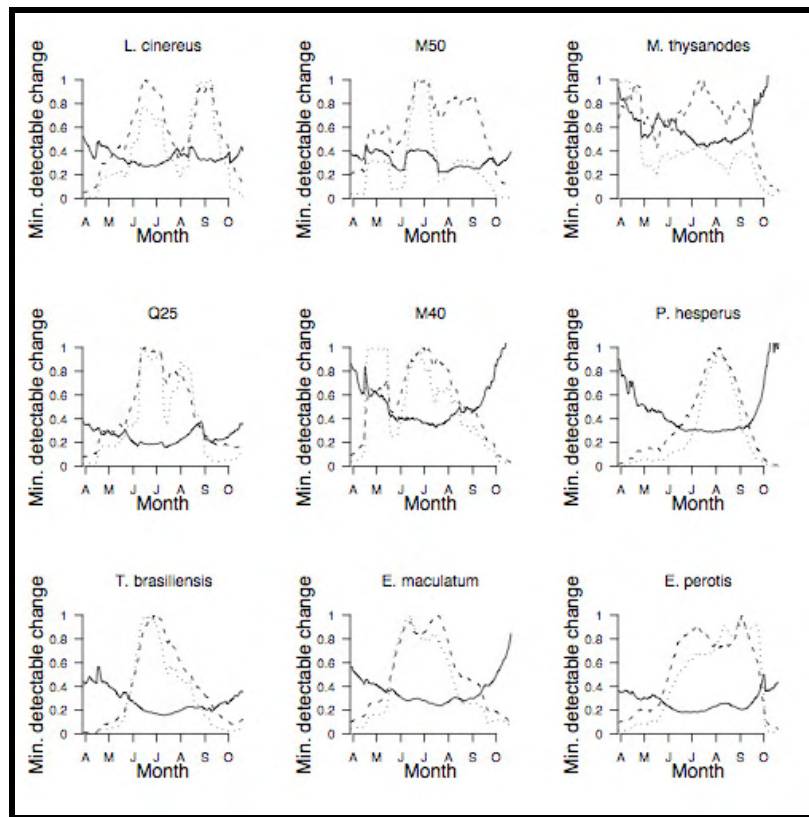 L. cinereus
Min. detectable change
1
0.8
0.6
0.4
0.2
0
A M J J A S O
Month
M50
Min. detectable change
1
0.8
0.6
0.4
0.2
0
A M J J A S O
Month
M. thysanodes
Min. detectable change
1
0.8
0.6
0.4
0.2
0
A M J J A S O
Month
Q25
Min. detectable change
1
0.8
0.6
0.4
0.2
0
A M J J A S O
Month
M40
Min. detectable change
1
0.8
0.6
0.4
0.2
0
A M J J A S O
Month
P. hesperus
Min. detectable change
1
0.8
0.6
0.4
0.2
0
A M J J A S O
Month
T. brasiliensis
Min. detectable change
1
0.8
0.6
0.4
0.2
0
A M J J A S O
Month
E. maculatum
Min. detectable change
1
0.8
0.6
0.4
0.2
0
A M J J A S O
Month
E. perotis
Min. detectable change
1
0.8
0.6
0.4
0.2
0
A M J J A S O
Month